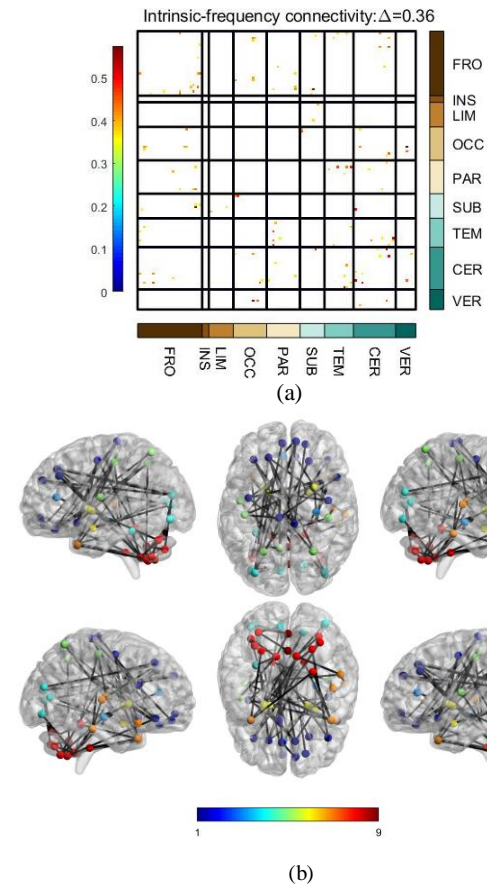 Intrinsic-frequency connectivity:Δ=0.36
0.5
0.4
0.3
0.2
0.1
0
FRO
INS
LIM
OCC
PAR
SUB
TEM
CER
VER
FRO
INS
LIM
OCC
PAR
SUB
TEM
CER
VER
(a)
1
9
(b)